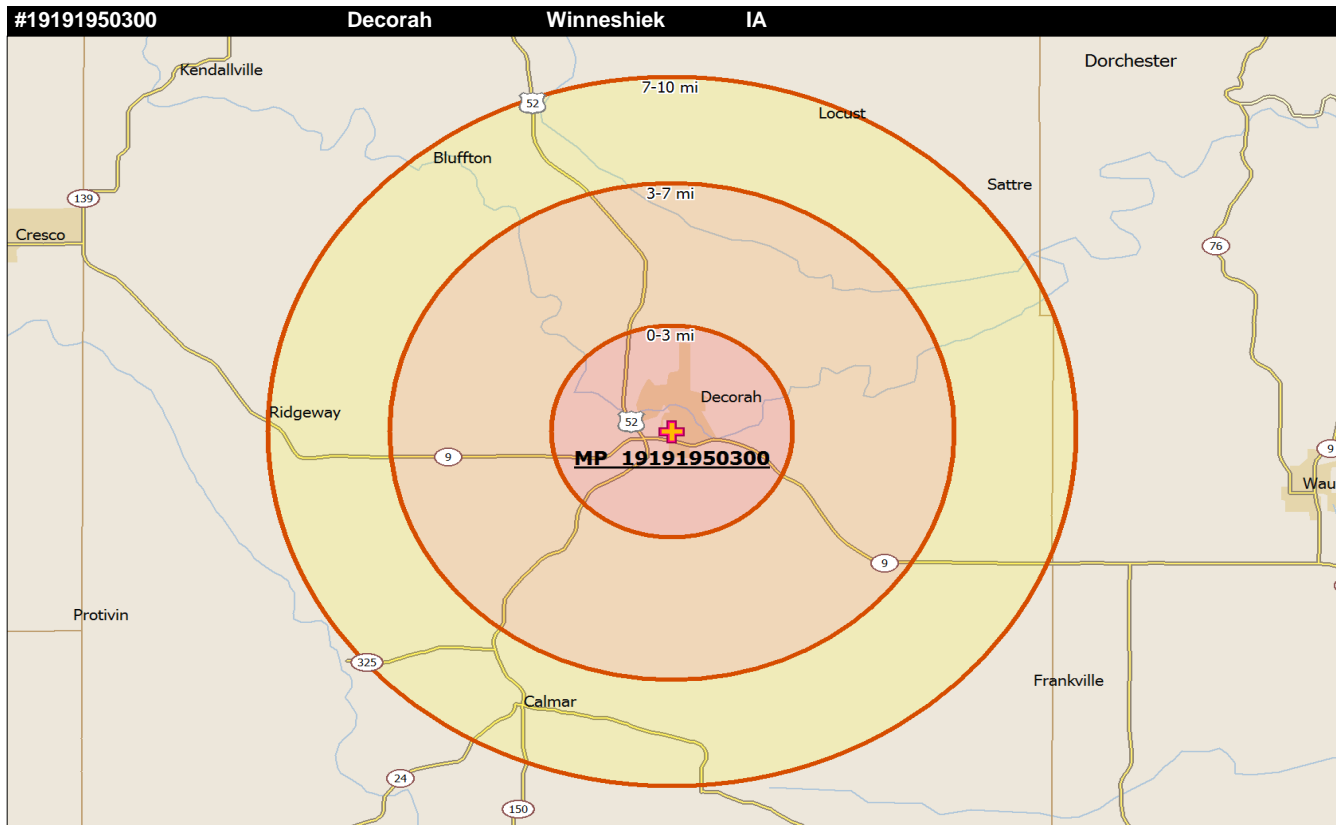 #19191950300 Decorah Winneshiek IA
Kendallville
Dorchester
7-10 mi
52
Locust
Bluffton
Sattre
3-7 mi
139
Cresco
76
0-3 mi
Decorah
Ridgeway
52
9
9
MP 19191950300
Wau
9
Protivin
325
Frankville
Calmar
24
150